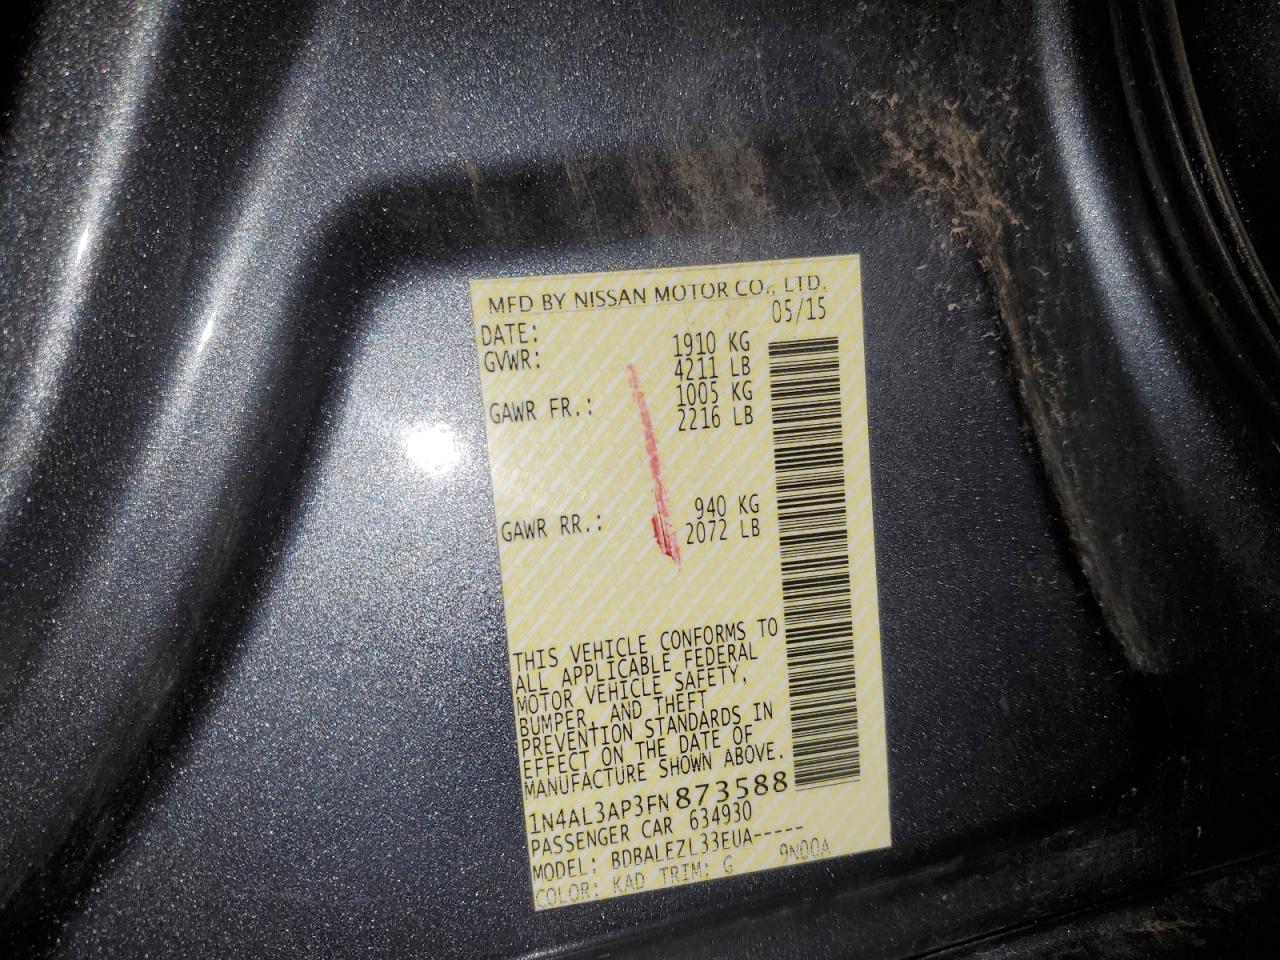 MFD BY NISSAN MOTOR CO., LTD.
DATE: 05/15
GVWR: 1910 KG
4211 LB
GAWR FR.: 1005 KG
2216 LB
GAWR RR.: 940 KG
2072 LB
THIS VEHICLE CONFORMS TO
ALL APPLICABLE FEDERAL
MOTOR VEHICLE SAFETY,
BUMPER, AND THEFT
PREVENTION STANDARDS IN
EFFECT ON THE DATE OF
MANUFACTURE SHOWN ABOVE.
1N4AL3AP3FN873588
PASSENGER CAR 634930
MODEL: BDBALEZL33EUA-----
COLOR: KAD TRIM: G 9N00A